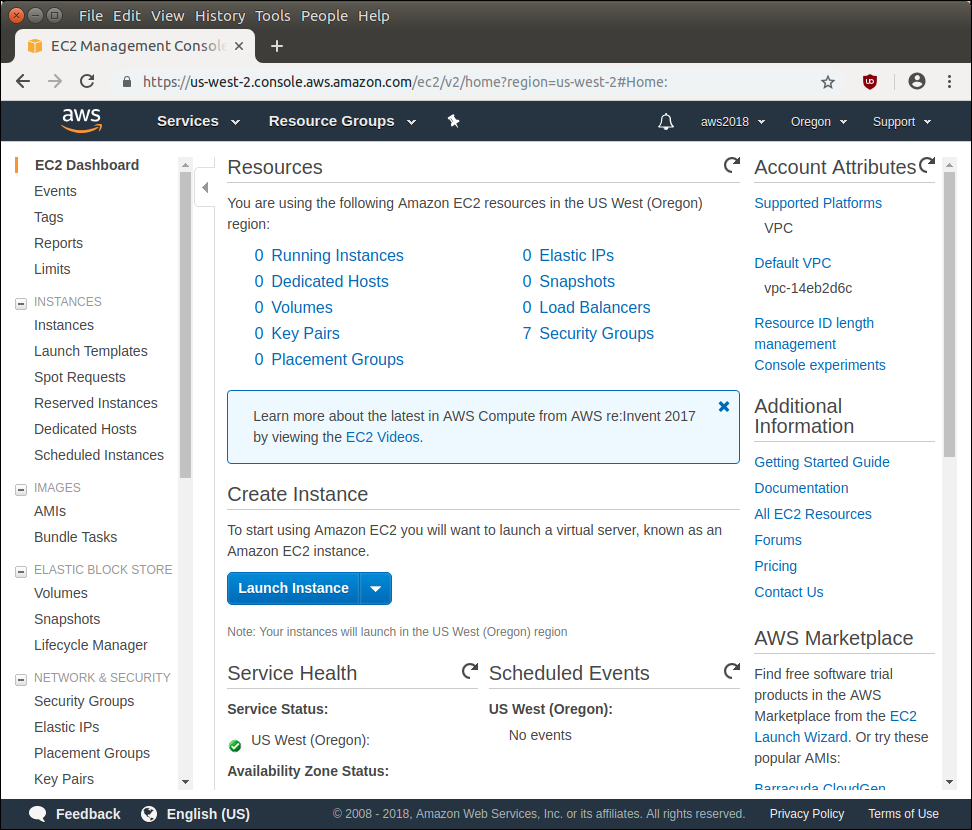 File Edit View History Tools People Help
EC2 Management Console
https://us-west-2.console.aws.amazon.com/ec2/v2/home?region=us-west-2#Home:
aws Services Resource Groups aws2018 Oregon Support
EC2 Dashboard
Events
Tags
Reports
Limits
INSTANCES
Instances
Launch Templates
Spot Requests
Reserved Instances
Dedicated Hosts
Scheduled Instances
IMAGES
AMIs
Bundle Tasks
ELASTIC BLOCK STORE
Volumes
Snapshots
Lifecycle Manager
NETWORK & SECURITY
Security Groups
Elastic IPs
Placement Groups
Key Pairs
Resources
You are using the following Amazon EC2 resources in the US West (Oregon)
region:
0 Running Instances
0 Dedicated Hosts
0 Volumes
0 Key Pairs
0 Placement Groups
0 Elastic IPs
0 Snapshots
0 Load Balancers
7 Security Groups
Learn more about the latest in AWS Compute from AWS re:Invent 2017
by viewing the EC2 Videos.
Create Instance
To start using Amazon EC2 you will want to launch a virtual server, known as an
Amazon EC2 instance.
Launch Instance
Note: Your instances will launch in the US West (Oregon) region
Service Health
Service Status:
US West (Oregon):
Availability Zone Status:
Scheduled Events
US West (Oregon):
No events
Account Attributes
Supported Platforms
VPC
Default VPC
vpc-14eb2d6c
Resource ID length
management
Console experiments
Additional
Information
Getting Started Guide
Documentation
All EC2 Resources
Forums
Pricing
Contact Us
AWS Marketplace
Find free software trial
products in the AWS
Marketplace from the EC2
Launch Wizard. Or try these
popular AMIs:
Barracuda CloudGen
Feedback English (US) © 2008 - 2018, Amazon Web Services, Inc. or its affiliates. All rights reserved. Privacy Policy Terms of Use